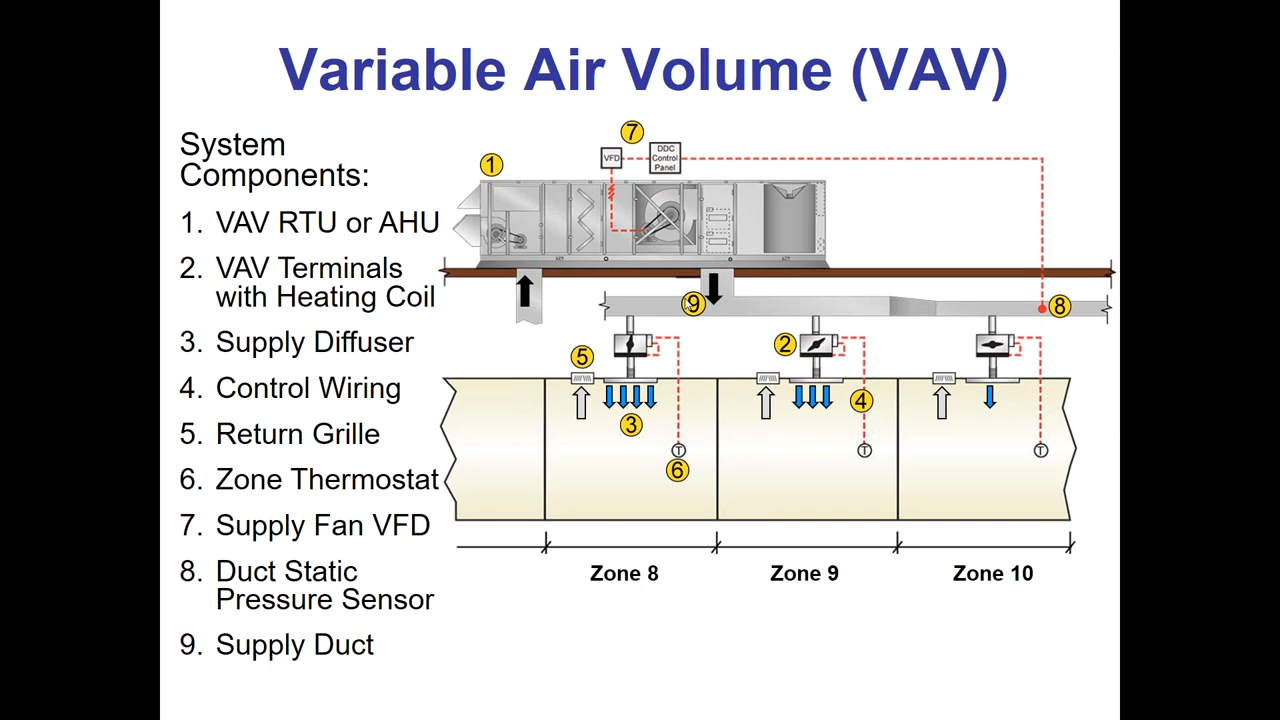 Variable Air Volume (VAV)
System
Components:
1. VAV RTU or AHU
2. VAV Terminals
with Heating Coil
3. Supply Diffuser
4. Control Wiring
5. Return Grille
6. Zone Thermostat
7. Supply Fan VFD
8. Duct Static
Pressure Sensor
9. Supply Duct
7
1
VFD
DDC
Control
Panel
9
8
5
2
3
4
T
T
T
6
Zone 8
Zone 9
Zone 10